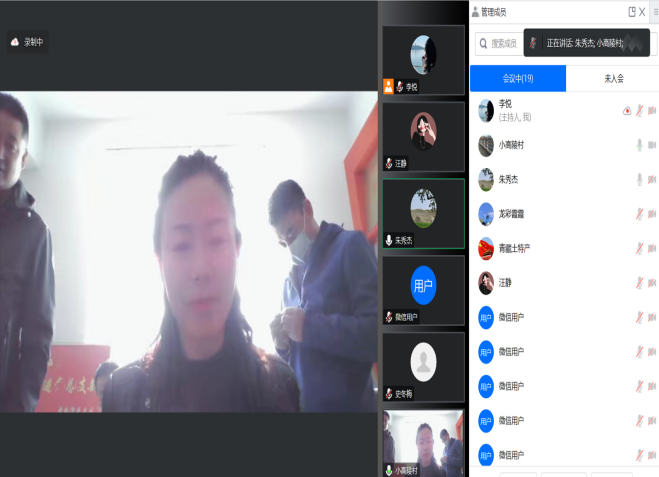 录制中
李悦
汪静
朱秀杰
用户
微信用户
史冬梅
小高陵村
管理成员
搜索成员
正在讲话: 朱秀杰; 小高陵村;
会议中(19)
未入会
李悦
(主持人, 我)
小高陵村
朱秀杰
龙彩霞霞
青藏土特产
汪静
用户 微信用户
用户 微信用户
用户 微信用户
用户 微信用户
用户 微信用户